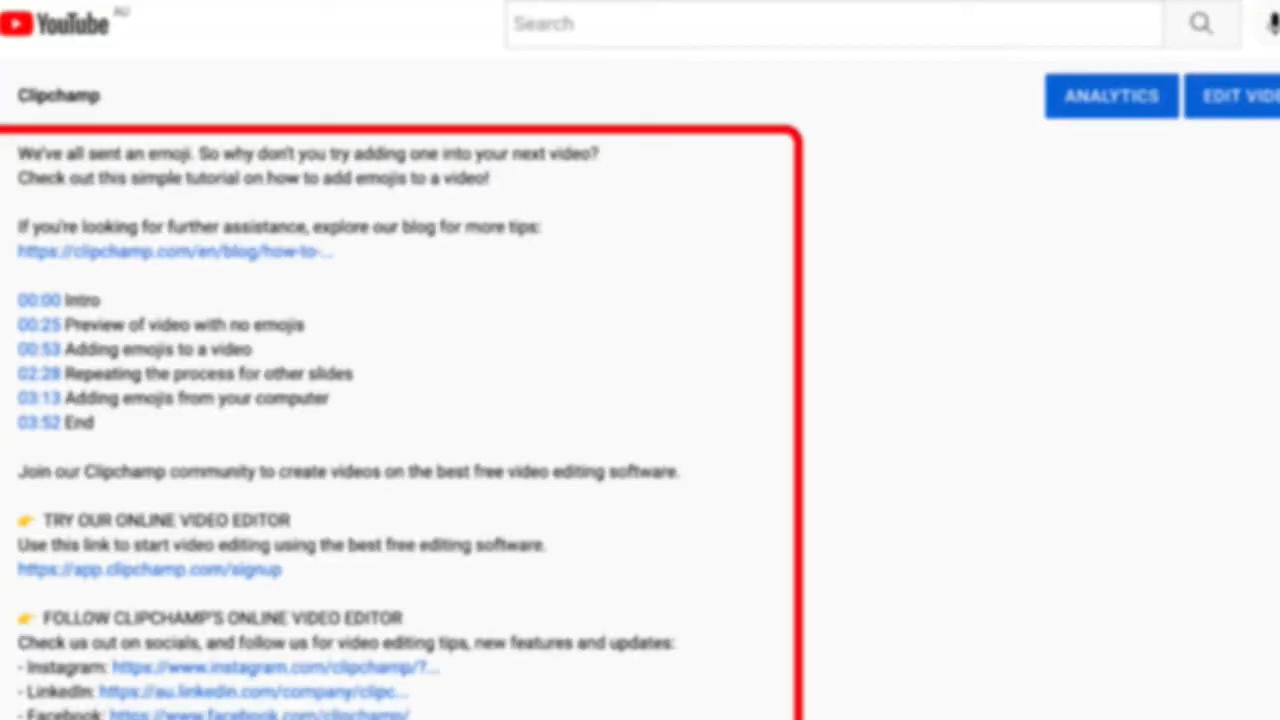 YouTube AU
Search
Clipchamp
ANALYTICS
EDIT VIDE
We've all sent an emoji. So why don't you try adding one into your next video?
Check out this simple tutorial on how to add emojis to a video!
If you're looking for further assistance, explore our blog for more tips:
https://clipchamp.com/en/blog/how-to-...
00:00 Intro
00:25 Preview of video with no emojis
00:53 Adding emojis to a video
02:28 Repeating the process for other slides
03:13 Adding emojis from your computer
03:52 End
Join our Clipchamp community to create videos on the best free video editing software.
👉 TRY OUR ONLINE VIDEO EDITOR
Use this link to start video editing using the best free editing software.
https://app.clipchamp.com/signup
👉 FOLLOW CLIPCHAMP'S ONLINE VIDEO EDITOR
Check us out on socials, and follow us for video editing tips, new features and updates:
- Instagram: https://www.instagram.com/clipchamp/?...
- LinkedIn: https://au.linkedin.com/company/clipc...
- Facebook: https://www.facebook.com/clipchamp/